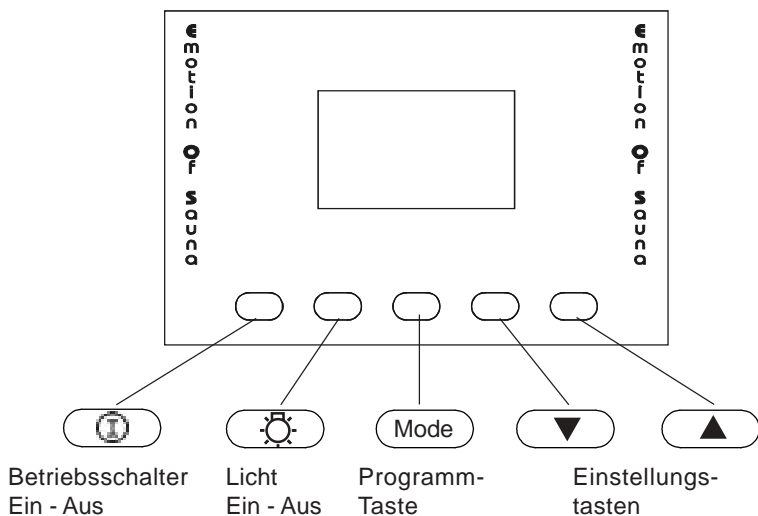 Emotion Of Sauna
Emotion Of Sauna
Mode
Betriebsschalter
Ein - Aus
Licht
Ein - Aus
Programm-
Taste
Einstellungs-
tasten